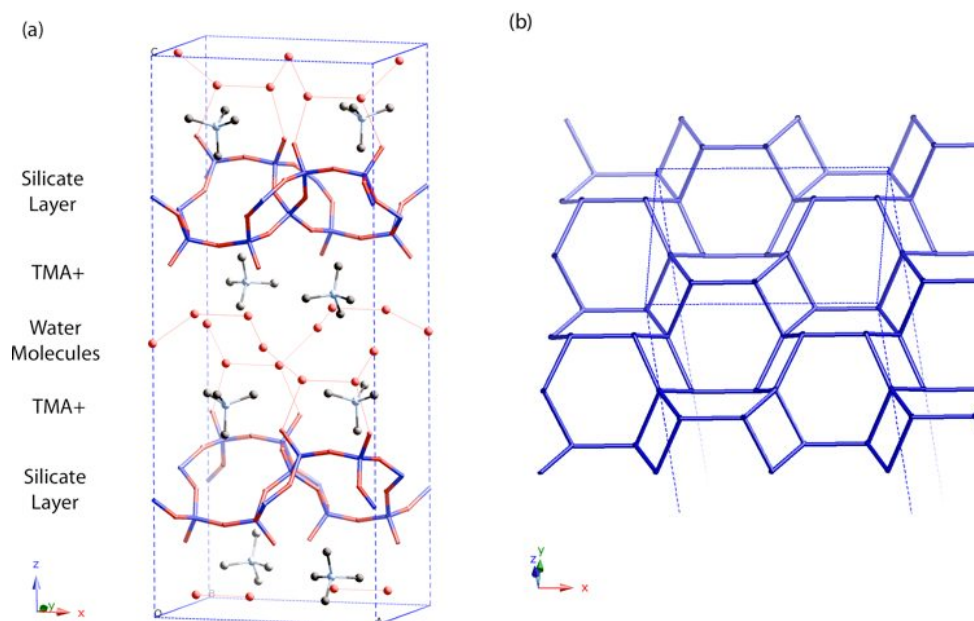 (a)
(b)
C
Silicate
Layer
TMA+
Water
Molecules
TMA+
Silicate
Layer
B
O
A
z
y
x
z
y
x